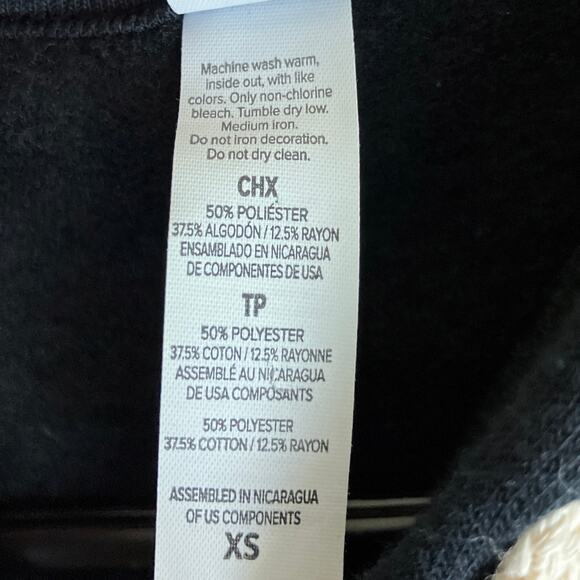 Machine wash warm,
inside out, with like
colors. Only non-chlorine
bleach. Tumble dry low.
Medium iron.
Do not iron decoration.
Do not dry clean.
CHX
50% POLIÉSTER
37.5% ALGODÓN / 12.5% RAYON
ENSAMBLADO EN NICARAGUA
DE COMPONENTES DE USA
TP
50% POLYESTER
37.5% COTON / 12.5% RAYONNE
ASSEMBLÉ AU NICARAGUA
DE USA COMPOSANTS
50% POLYESTER
37.5% COTTON / 12.5% RAYON
ASSEMBLED IN NICARAGUA
OF US COMPONENTS
XS